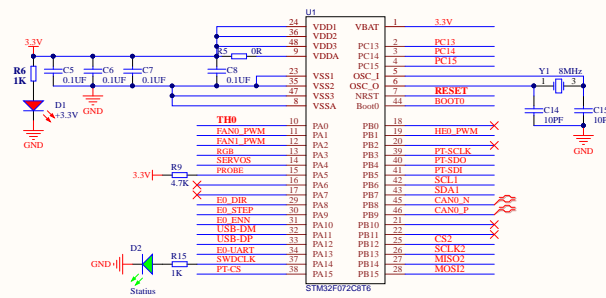 U1
24 VDD1 VBAT 1 3.3V
36 VDD2
48 VDD3 PC13 2 PC13
9 VDDA PC14 3 PC14
PC15 4 PC15
23 VSS1 OSC_I 5
35 VSS2 OSC_O 6
47 VSS3 NRST 7 RESET
8 VSSA Boot0 44 BOOT0
3.3V
R5 0R
R6
1K
C5
0.1UF
C6
0.1UF
C7
0.1UF
C8
0.1UF
D1
+3.3V
GND
GND
Y1 8MHz
1 3
C14
10PF
C15
10PF
GND
TH0 10 PA0 PB0 18
FAN0_PWM 11 PA1 PB1 19 HE0_PWM
FAN1_PWM 12 PA2 PB2 20
RGB 13 PA3 PB3 39 PT-SCLK
SERVOS 14 PA4 PB4 40 PT-SDO
PROBE 15 PA5 PB5 41 PT-SDI
16 PA6 PB6 42 SCL1
17 PA7 PB7 43 SDA1
E0_DIR 29 PA8 PB8 45 CAN0_N
E0_STEP 30 PA9 PB9 46 CAN0_P
E0_ENN 31 PA10 PB10 21
USB-DM 32 PA11 PB11 22
USB-DP 33 PA12 PB12 25 CS2
E0-UART 34 PA13 PB13 26 SCLK2
SWDCLK 37 PA14 PB14 27 MISO2
PT-CS 38 PA15 PB15 28 MOSI2
3.3V
R9
4.7K
GND
D2
Statius
R15
1K
STM32F072C8T6